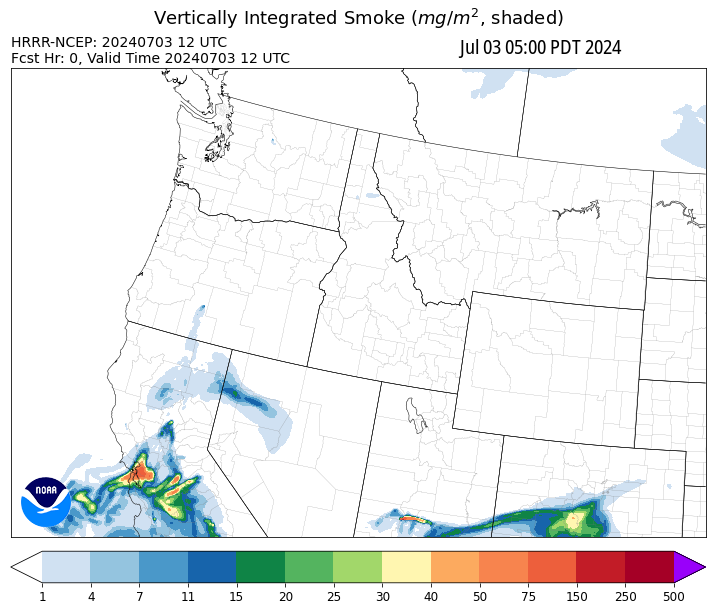 Vertically Integrated Smoke (mg/m², shaded)
HRRR-NCEP: 20240703 12 UTC
Fcst Hr: 0, Valid Time 20240703 12 UTC
Jul 03 05:00 PDT 2024
NOAA
1 4 7 11 15 20 25 30 40 50 75 150 250 500